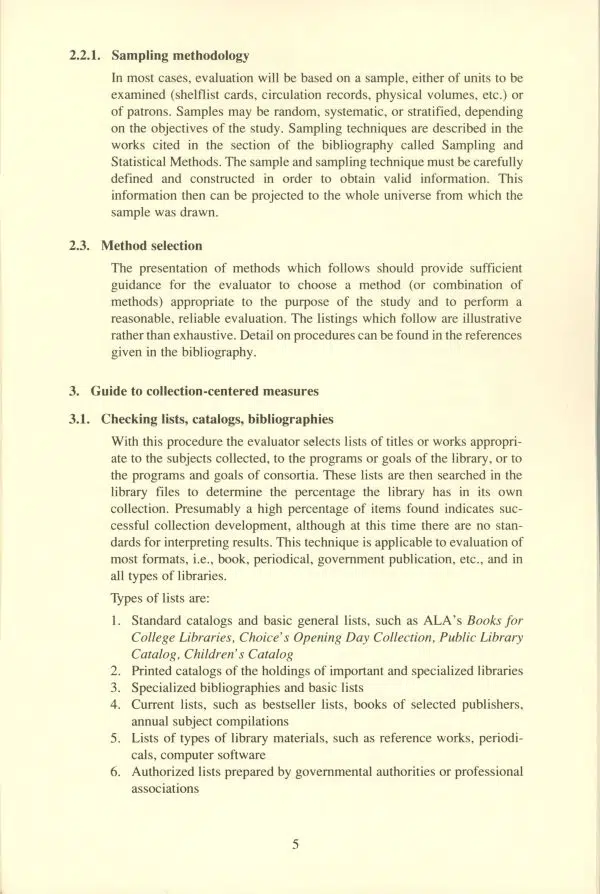 2.2.1. Sampling methodology
In most cases, evaluation will be based on a sample, either of units to be
examined (shelflist cards, circulation records, physical volumes, etc.) or
of patrons. Samples may be random, systematic, or stratified, depending
on the objectives of the study. Sampling techniques are described in the
works cited in the section of the bibliography called Sampling and
Statistical Methods. The sample and sampling technique must be carefully
defined and constructed in order to obtain valid information. This
information then can be projected to the whole universe from which the
sample was drawn.
2.3. Method selection
The presentation of methods which follows should provide sufficient
guidance for the evaluator to choose a method (or combination of
methods) appropriate to the purpose of the study and to perform a
reasonable, reliable evaluation. The listings which follow are illustrative
rather than exhaustive. Detail on procedures can be found in the references
given in the bibliography.
3. Guide to collection-centered measures
3.1. Checking lists, catalogs, bibliographies
With this procedure the evaluator selects lists of titles or works appropri-
ate to the subjects collected, to the programs or goals of the library, or to
the programs and goals of consortia. These lists are then searched in the
library files to determine the percentage the library has in its own
collection. Presumably a high percentage of items found indicates suc-
cessful collection development, although at this time there are no stan-
dards for interpreting results. This technique is applicable to evaluation of
most formats, i.e., book, periodical, government publication, etc., and in
all types of libraries.
Types of lists are:
1. Standard catalogs and basic general lists, such as ALA's Books for
College Libraries, Choice's Opening Day Collection, Public Library
Catalog, Children's Catalog
2. Printed catalogs of the holdings of important and specialized libraries
3. Specialized bibliographies and basic lists
4. Current lists, such as bestseller lists, books of selected publishers,
annual subject compilations
5. Lists of types of library materials, such as reference works, periodi-
cals, computer software
6. Authorized lists prepared by governmental authorities or professional
associations
5